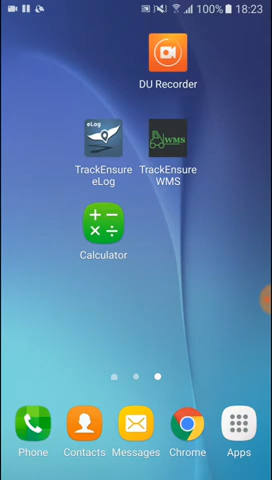 100% 18:23
DU Recorder
eLog
WMS
TrackEnsure
eLog
TrackEnsure
WMS
Calculator
Phone
Contacts
Messages
Chrome
Apps